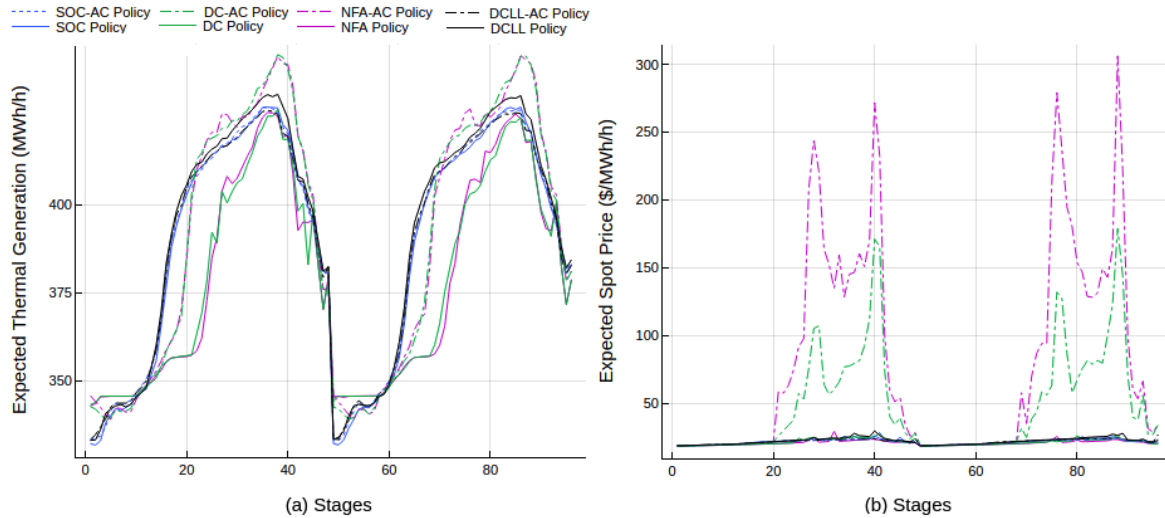 SOC-AC Policy DC-AC Policy NFA-AC Policy DCLL-AC Policy
SOC Policy DC Policy NFA Policy DCLL Policy
Expected Thermal Generation (MWh/h)
400
375
350
0 20 40 60 80
(a) Stages
Expected Spot Price ($/MWh/h)
300
250
200
150
100
50
0 20 40 60 80
(b) Stages